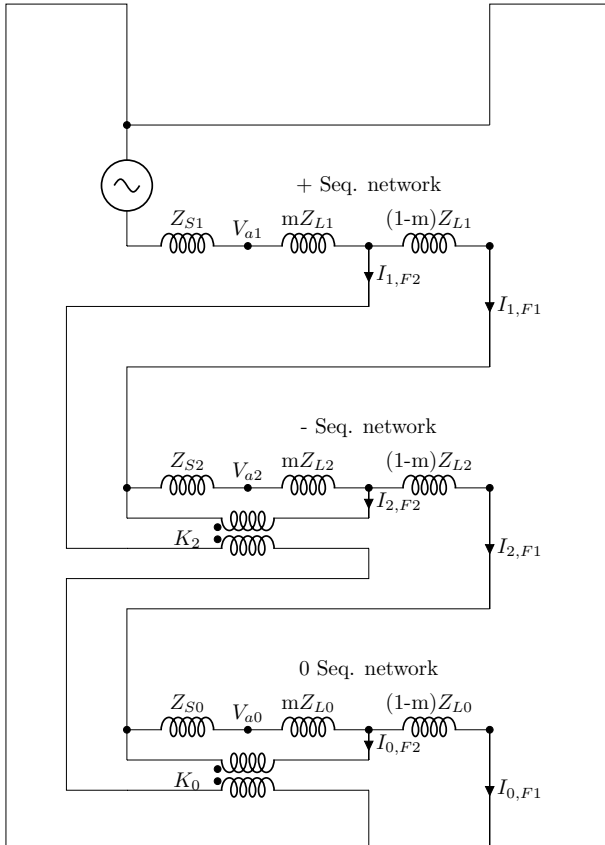 + Seq. network
Z_{S1} V_{a1} mZ_{L1} (1-m)Z_{L1}
I_{1,F2}
I_{1,F1}
- Seq. network
Z_{S2} V_{a2} mZ_{L2} (1-m)Z_{L2}
I_{2,F2}
K_2
I_{2,F1}
0 Seq. network
Z_{S0} V_{a0} mZ_{L0} (1-m)Z_{L0}
I_{0,F2}
K_0
I_{0,F1}